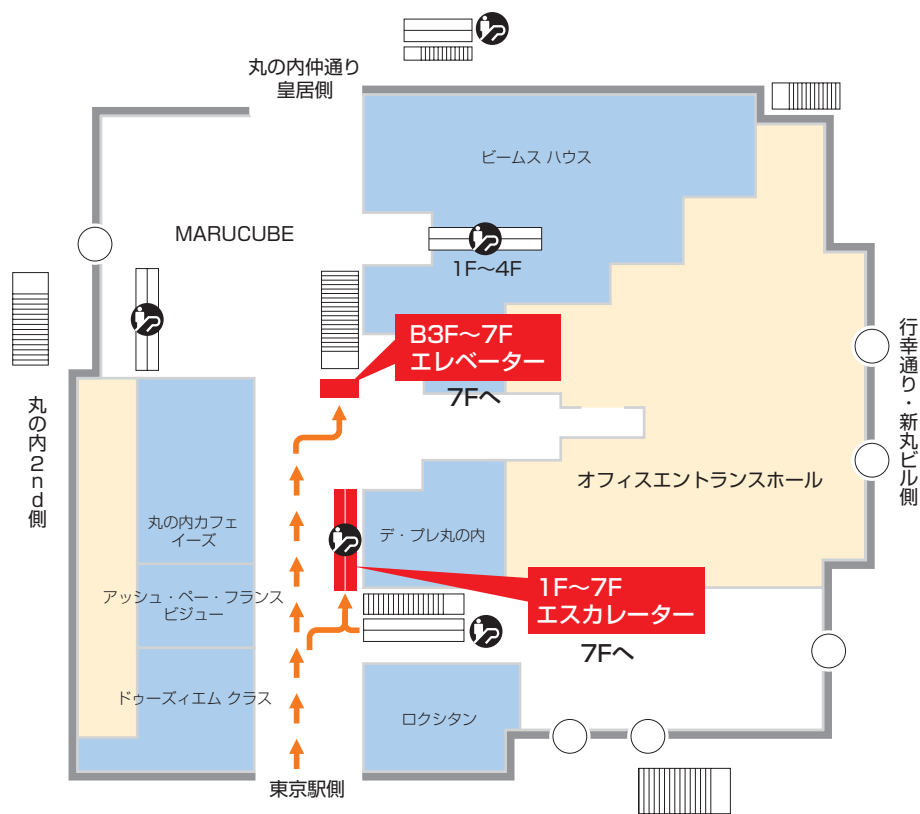 丸の内仲通り
皇居側
ビームス ハウス
MARUCUBE
1F～4F
B3F～7F
エレベーター
7Fへ
行幸通り・新丸ビル側
丸の内2nd側
オフィスエントランスホール
丸の内カフェ
イーズ
デ・プレ丸の内
アッシュ・ペー・フランス
ビジュー
1F～7F
エスカレーター
7Fへ
ドゥーズィエム クラス
ロクシタン
東京駅側